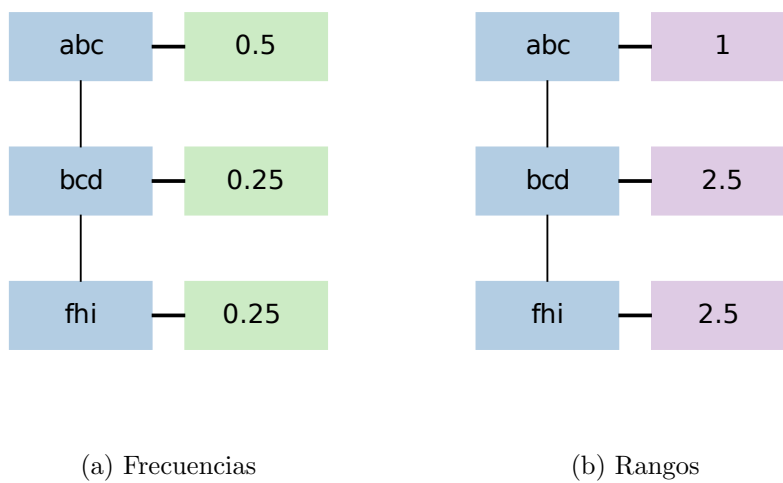 abc 0.5
bcd 0.25
fhi 0.25
(a) Frecuencias
abc 1
bcd 2.5
fhi 2.5
(b) Rangos